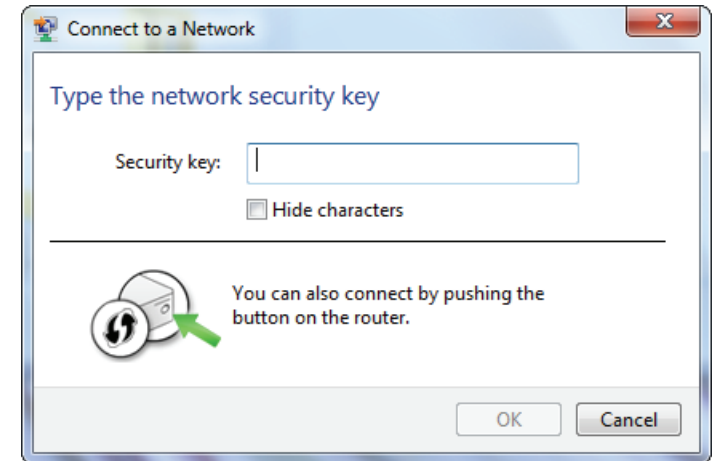 Connect to a Network
Type the network security key
Security key:
Hide characters
You can also connect by pushing the
button on the router.
OK
Cancel